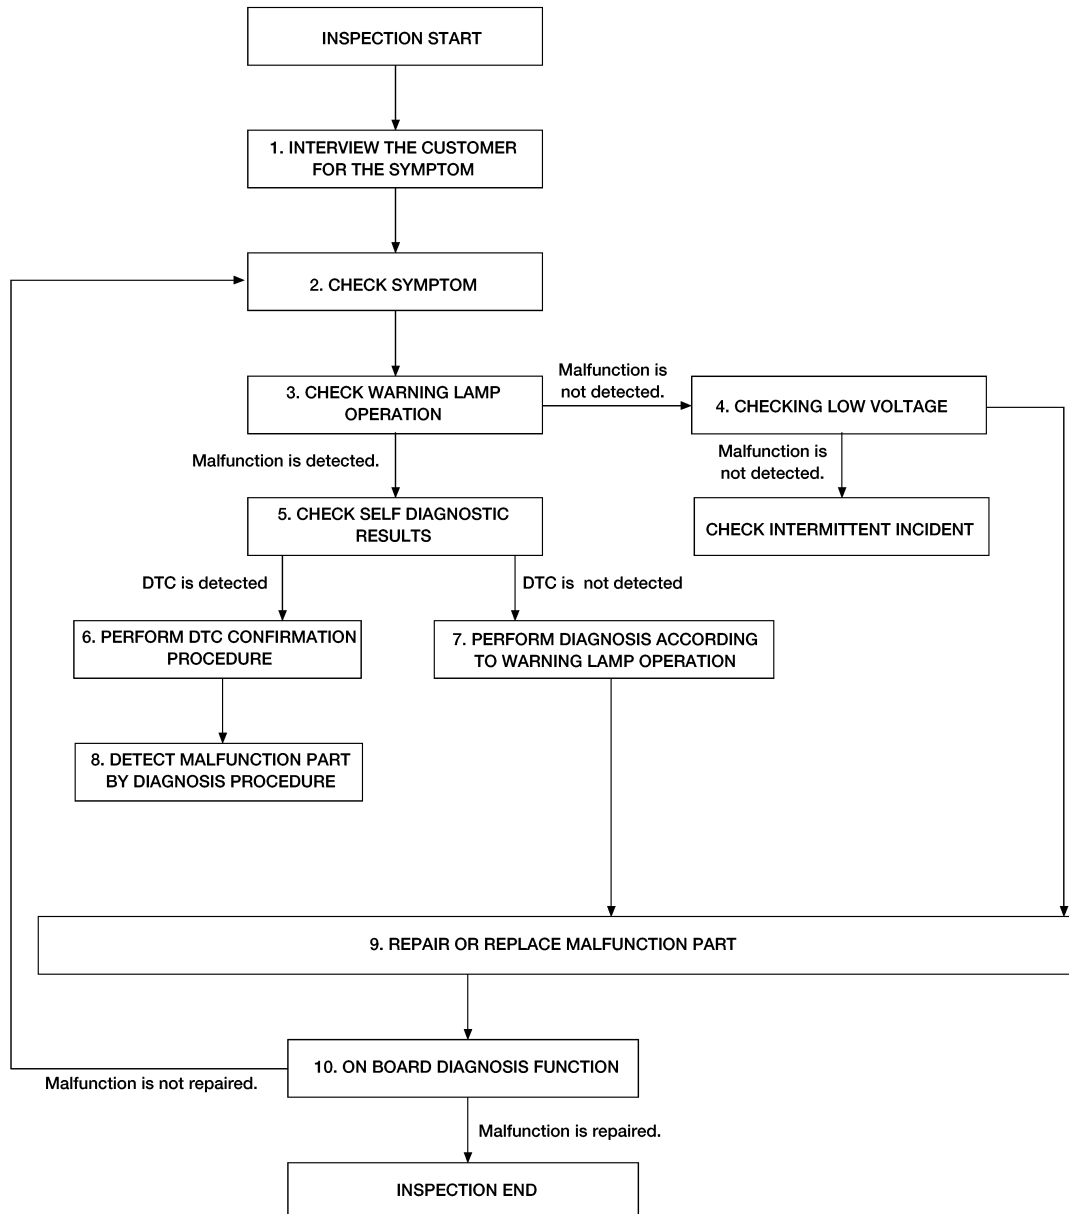 INSPECTION START
1. INTERVIEW THE CUSTOMER
FOR THE SYMPTOM
2. CHECK SYMPTOM
3. CHECK WARNING LAMP
OPERATION
Malfunction is
not detected.
4. CHECKING LOW VOLTAGE
Malfunction is detected.
Malfunction is
not detected.
5. CHECK SELF DIAGNOSTIC
RESULTS
CHECK INTERMITTENT INCIDENT
DTC is detected
DTC is not detected
6. PERFORM DTC CONFIRMATION
PROCEDURE
7. PERFORM DIAGNOSIS ACCORDING
TO WARNING LAMP OPERATION
8. DETECT MALFUNCTION PART
BY DIAGNOSIS PROCEDURE
9. REPAIR OR REPLACE MALFUNCTION PART
10. ON BOARD DIAGNOSIS FUNCTION
Malfunction is not repaired.
Malfunction is repaired.
INSPECTION END